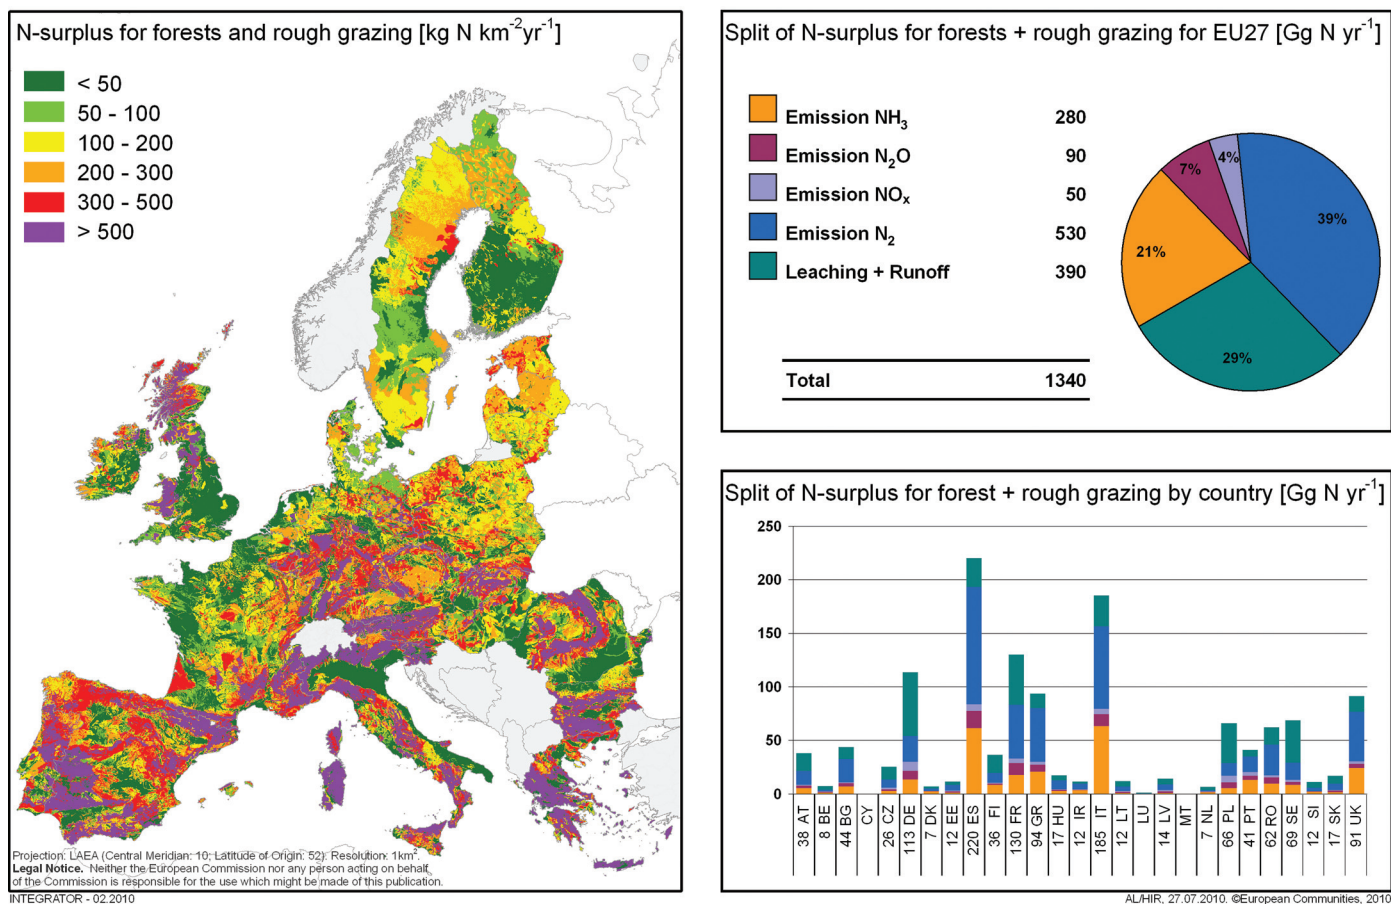 N-surplus for forests and rough grazing [kg N km⁻²yr⁻¹]
< 50
50 - 100
100 - 200
200 - 300
300 - 500
> 500
Projection: LAEA (Central Meridian: 10; Latitude of Origin: 52). Resolution: 1km².
Legal Notice. Neither the European Commission nor any person acting on behalf
of the Commission is responsible for the use which might be made of this publication.
INTEGRATOR - 02.2010
Split of N-surplus for forests + rough grazing for EU27 [Gg N yr⁻¹]
Emission NH₃ 280
Emission N₂O 90
Emission NOₓ 50
Emission N₂ 530
Leaching + Runoff 390
Total 1340
4%
7%
39%
21%
29%
Split of N-surplus for forest + rough grazing by country [Gg N yr⁻¹]
250
200
150
100
50
0
38 AT
8 BE
44 BG
CY
26 CZ
113 DE
7 DK
12 EE
220 ES
36 FI
130 FR
94 GR
17 HU
12 IR
185 IT
12 LT
LU
14 LV
MT
7 NL
66 PL
41 PT
62 RO
69 SE
12 SI
17 SK
91 UK
AL/HIR, 27.07.2010. ©European Communities, 2010